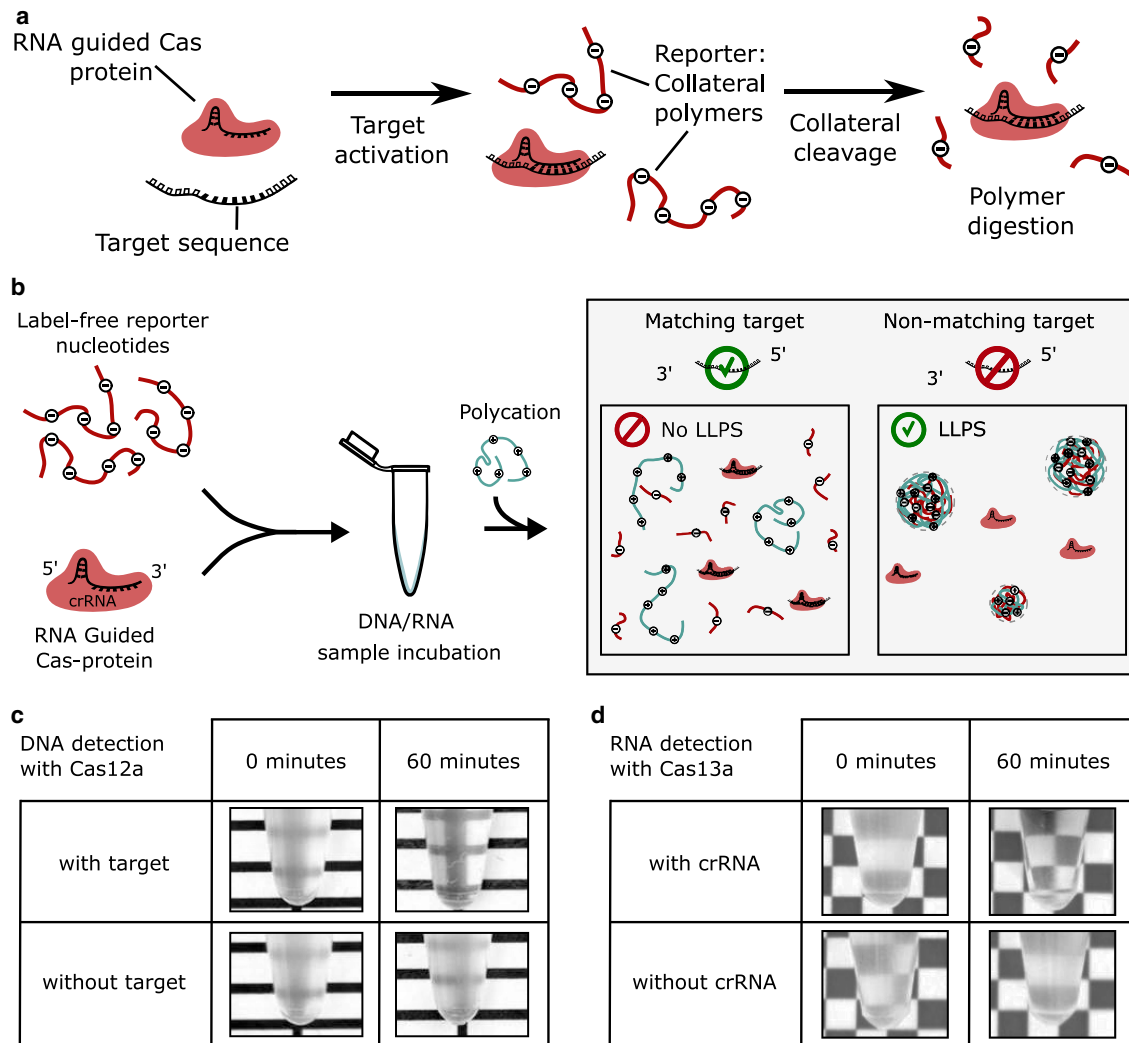 a
RNA guided Cas
protein
Target sequence
Target
activation
Reporter:
Collateral
polymers
Collateral
cleavage
Polymer
digestion
b
Label-free reporter
nucleotides
5'
3'
crRNA
RNA Guided
Cas-protein
DNA/RNA
sample incubation
Polycation
Matching target
3'
5'
No LLPS
Non-matching target
3'
5'
LLPS
c
DNA detection
with Cas12a
0 minutes
60 minutes
with target
without target
d
RNA detection
with Cas13a
0 minutes
60 minutes
with crRNA
without crRNA